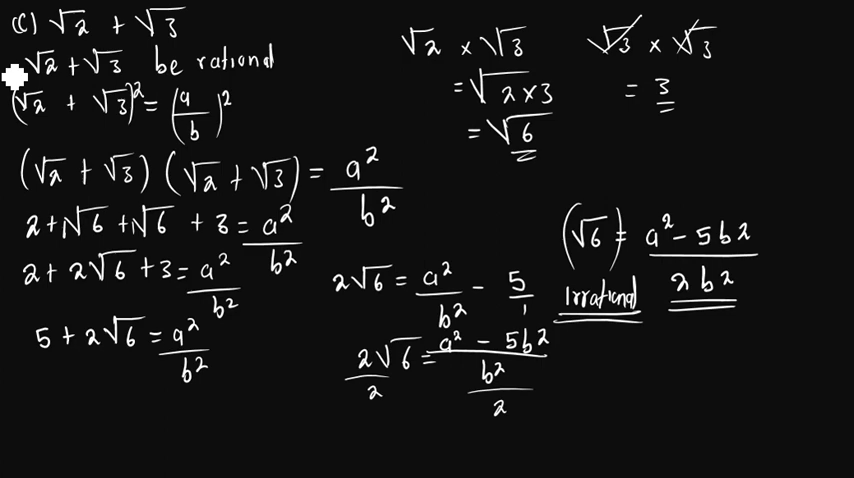 (c) √2 + √3
√2 + √3 be rational
(√2 + √3)² = (a/b)²
(√2 + √3) (√2 + √3) = a²/b²
2 + √6 + √6 + 3 = a²/b²
2 + 2√6 + 3 = a²/b²
5 + 2√6 = a²/b²
√2 × √3
= √2×3
= √6
√3 × √3
= 3
2√6 = a²/b² - 5/1
2√6/2 = a² - 5b²/b²/2
(√6) = a² - 5b²/2b²
irrational